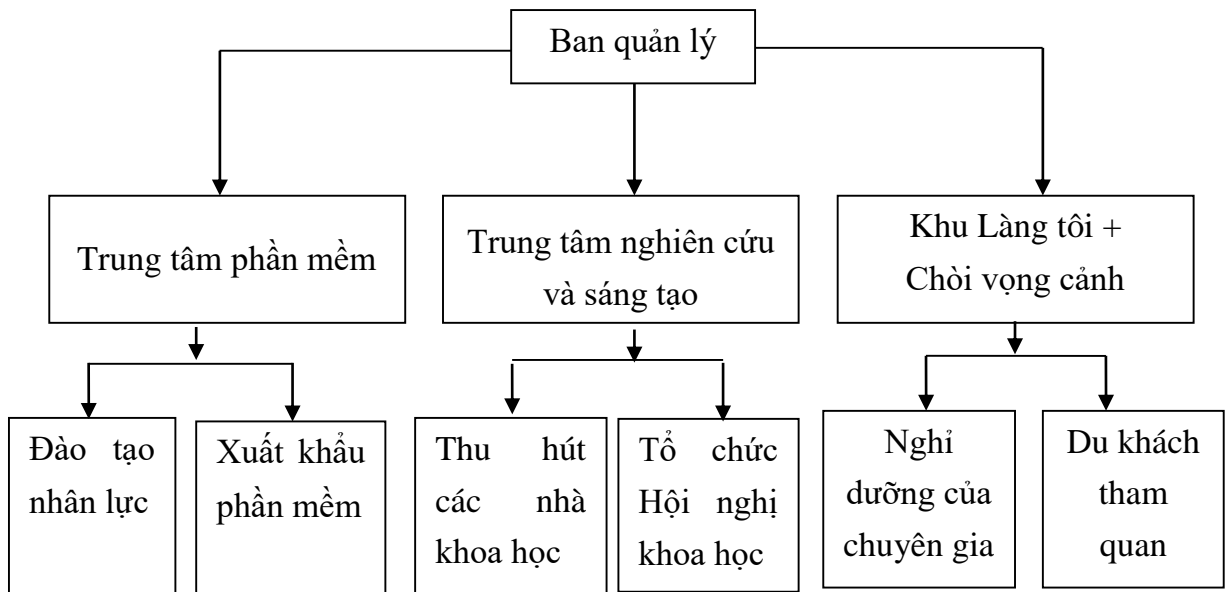 Ban quản lý
Trung tâm phần mềm
Trung tâm nghiên cứu
và sáng tạo
Khu Làng tôi +
Chòi vọng cảnh
Đào tạo
nhân lực
Xuất khẩu
phần mềm
Thu hút
các nhà
khoa học
Tổ chức
Hội nghị
khoa học
Nghỉ
dưỡng của
chuyên gia
Du khách
tham
quan